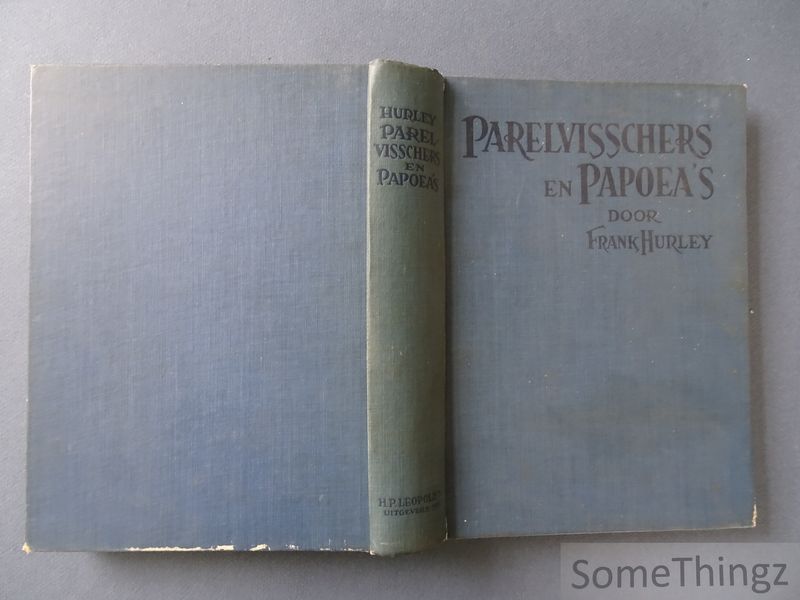 HURLEY
PAREL
VISSCHERS
EN
PAPOEA'S
H.P. LEOPOLD'S
UITGEVERS
PARELVISSCHERS
EN PAPOEA'S
DOOR
FRANK HURLEY
SomeThingz